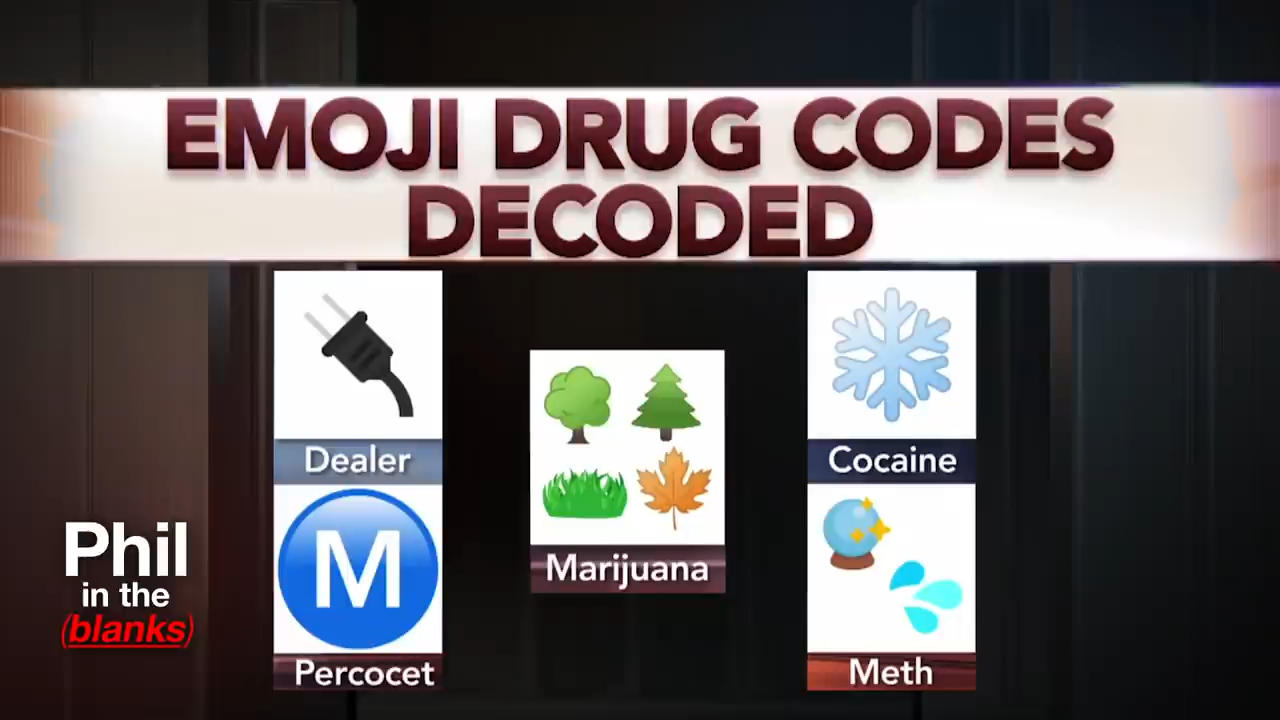 EMOJI DRUG CODES
DECODED
Dealer
M
Percocet
Marijuana
Cocaine
Meth
Phil
in the
(blanks)